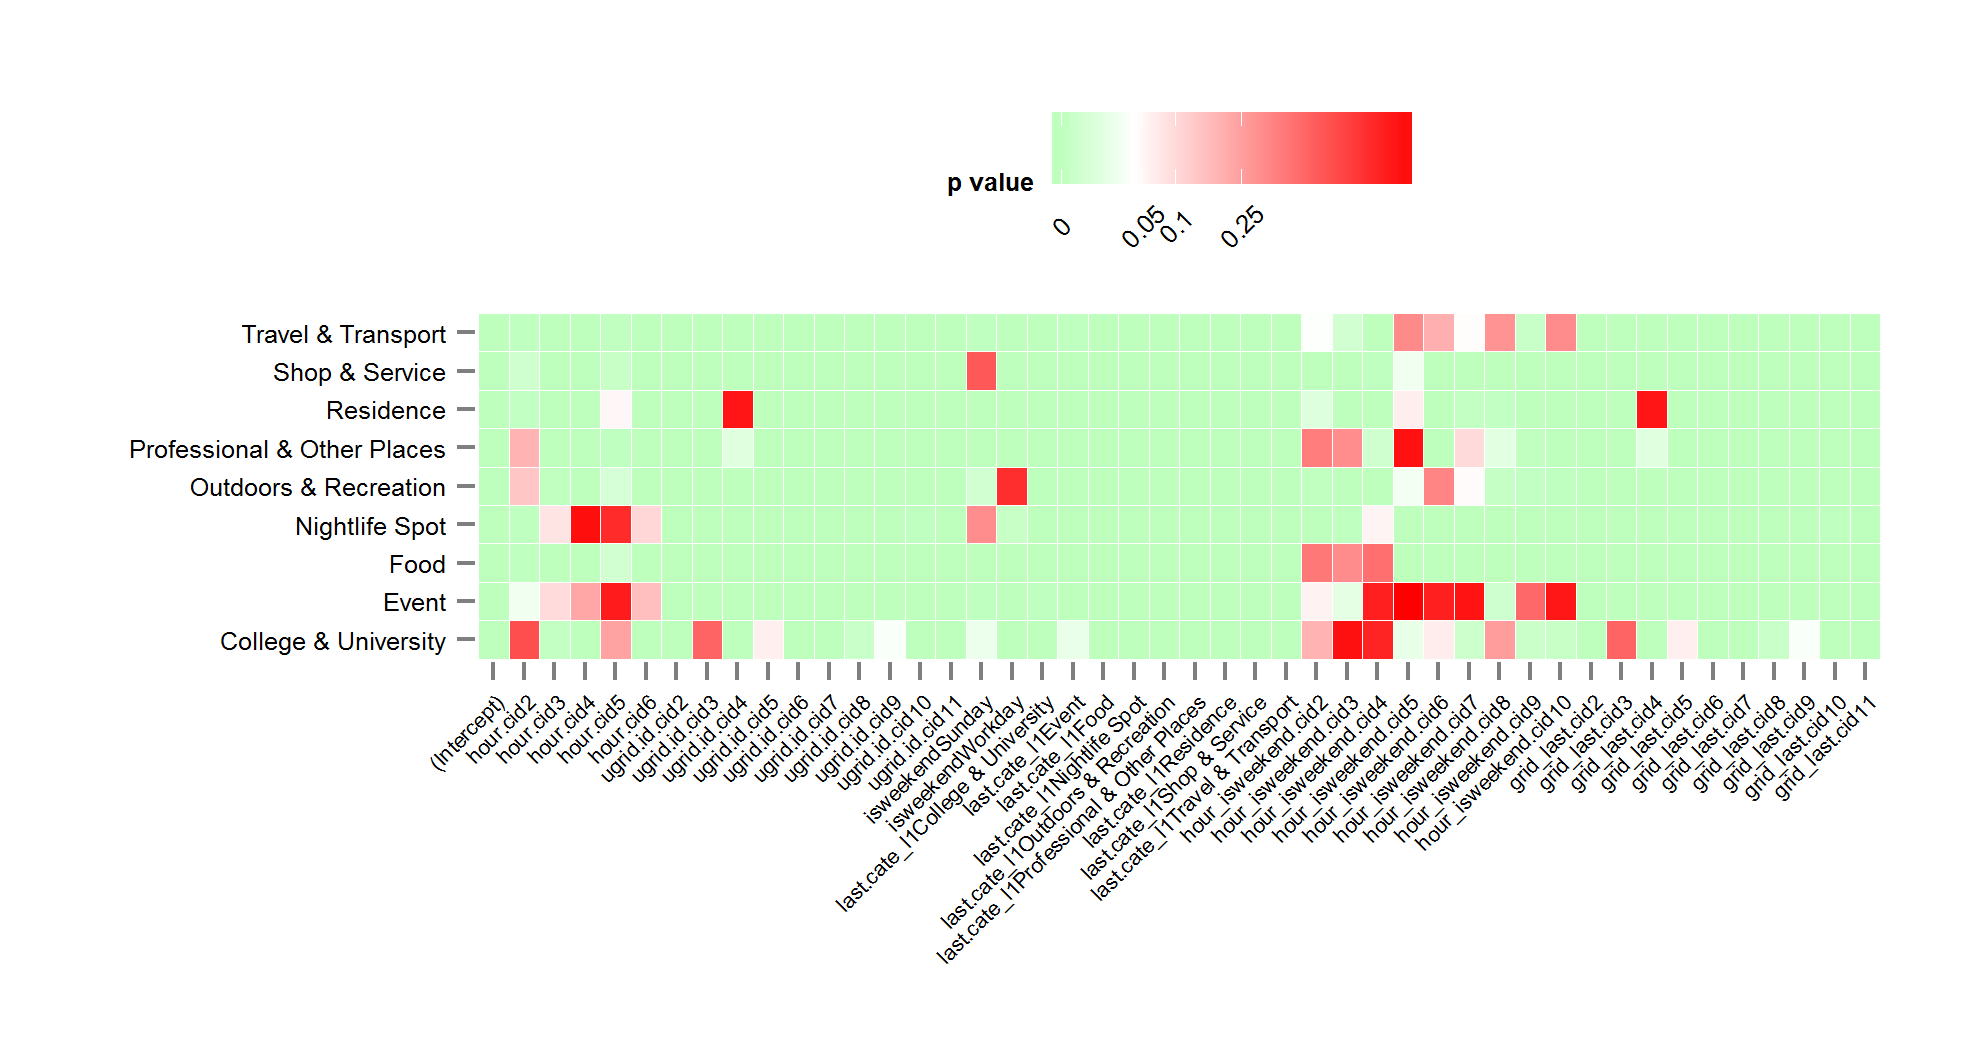 p value
0
0.05
0.1
0.25
Travel & Transport
Shop & Service
Residence
Professional & Other Places
Outdoors & Recreation
Nightlife Spot
Food
Event
College & University
(Intercept)
hour.cid2
hour.cid3
hour.cid4
hour.cid5
hour.cid6
ugrid.id.cid2
ugrid.id.cid3
ugrid.id.cid4
ugrid.id.cid5
ugrid.id.cid6
ugrid.id.cid7
ugrid.id.cid8
ugrid.id.cid9
ugrid.id.cid10
ugrid.id.cid11
isweekendSunday
isweekendWorkday
last.cate_l1College & University
last.cate_l1Event
last.cate_l1Food
last.cate_l1Nightlife Spot
last.cate_l1Outdoors & Recreation
last.cate_l1Professional & Other Places
last.cate_l1Residence
last.cate_l1Shop & Service
last.cate_l1Travel & Transport
hour_isweekend.cid2
hour_isweekend.cid3
hour_isweekend.cid4
hour_isweekend.cid5
hour_isweekend.cid6
hour_isweekend.cid7
hour_isweekend.cid8
hour_isweekend.cid9
hour_isweekend.cid10
grid_last.cid2
grid_last.cid3
grid_last.cid4
grid_last.cid5
grid_last.cid6
grid_last.cid7
grid_last.cid8
grid_last.cid9
grid_last.cid10
grid_last.cid11